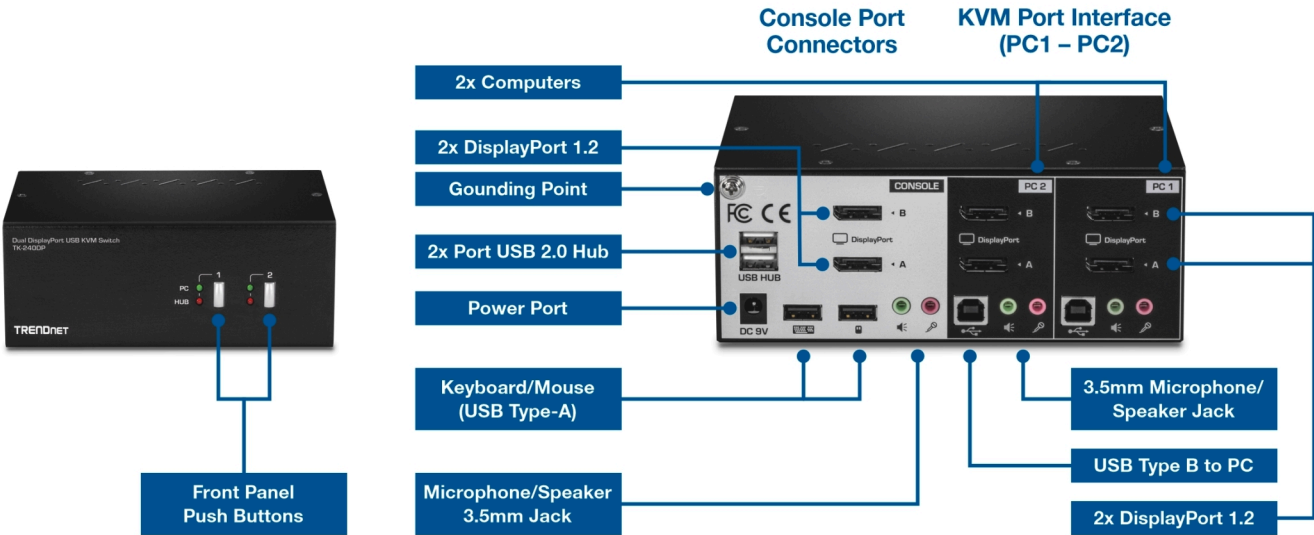 Console Port
Connectors
KVM Port Interface
(PC1 – PC2)
2x Computers
2x DisplayPort 1.2
Grounding Point
2x Port USB 2.0 Hub
Power Port
Keyboard/Mouse
(USB Type-A)
Microphone/Speaker
3.5mm Jack
Dual DisplayPort USB KVM Switch
TK-240DP
1
2
PC
HUB
TRENDNET
Front Panel
Push Buttons
CONSOLE
FC CE
B
DisplayPort
A
USB HUB
DC 9V
PC 2
B
DisplayPort
A
PC 1
B
DisplayPort
A
3.5mm Microphone/
Speaker Jack
USB Type B to PC
2x DisplayPort 1.2